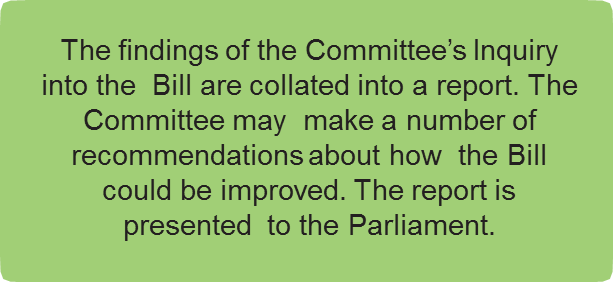 The findings of the Committee’s Inquiry
into the  Bill are collated into a report. The
Committee may  make a number of
recommendations about how  the Bill
could be improved. The report is
presented  to the Parliament.